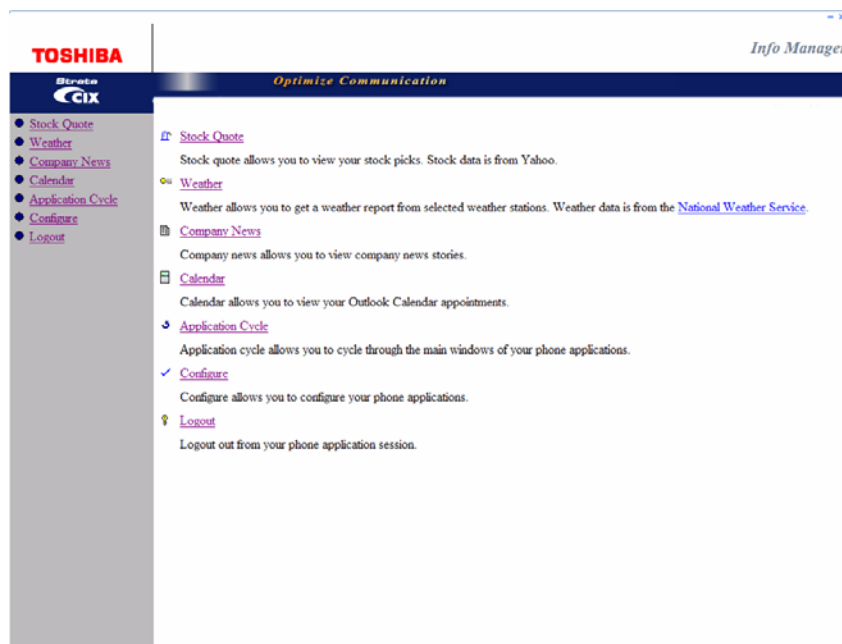 TOSHIBA
Info Manager
Strata
CIX
Optimize Communication
Stock Quote
Weather
Company News
Calendar
Application Cycle
Configure
Logout
Stock Quote
Stock quote allows you to view your stock picks. Stock data is from Yahoo.
Weather
Weather allows you to get a weather report from selected weather stations. Weather data is from the National Weather Service.
Company News
Company news allows you to view company news stories.
Calendar
Calendar allows you to view your Outlook Calendar appointments.
Application Cycle
Application cycle allows you to cycle through the main windows of your phone applications.
Configure
Configure allows you to configure your phone applications.
Logout
Logout out from your phone application session.